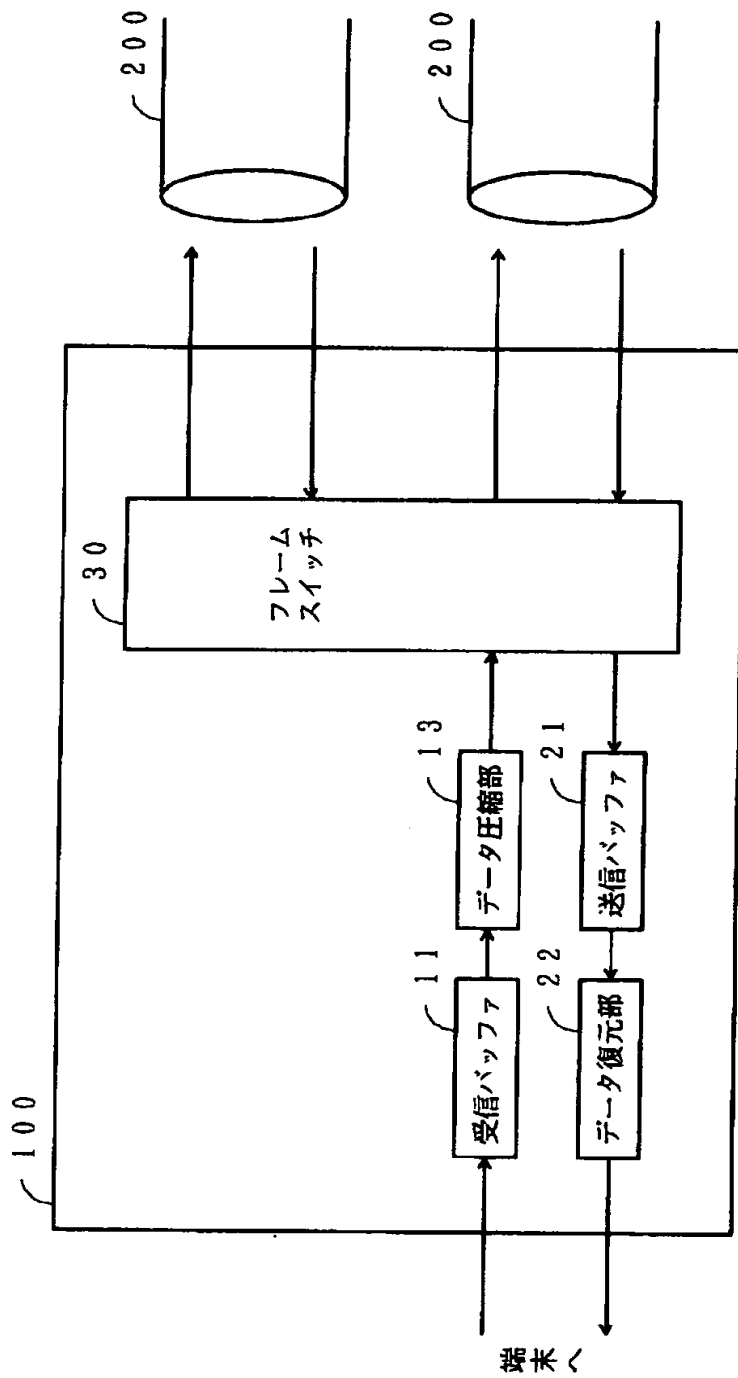 100
30
200
200
フレーム
スイッチ
11
受信バッファ
13
データ圧縮部
22
データ復元部
21
送信バッファ
端末へ